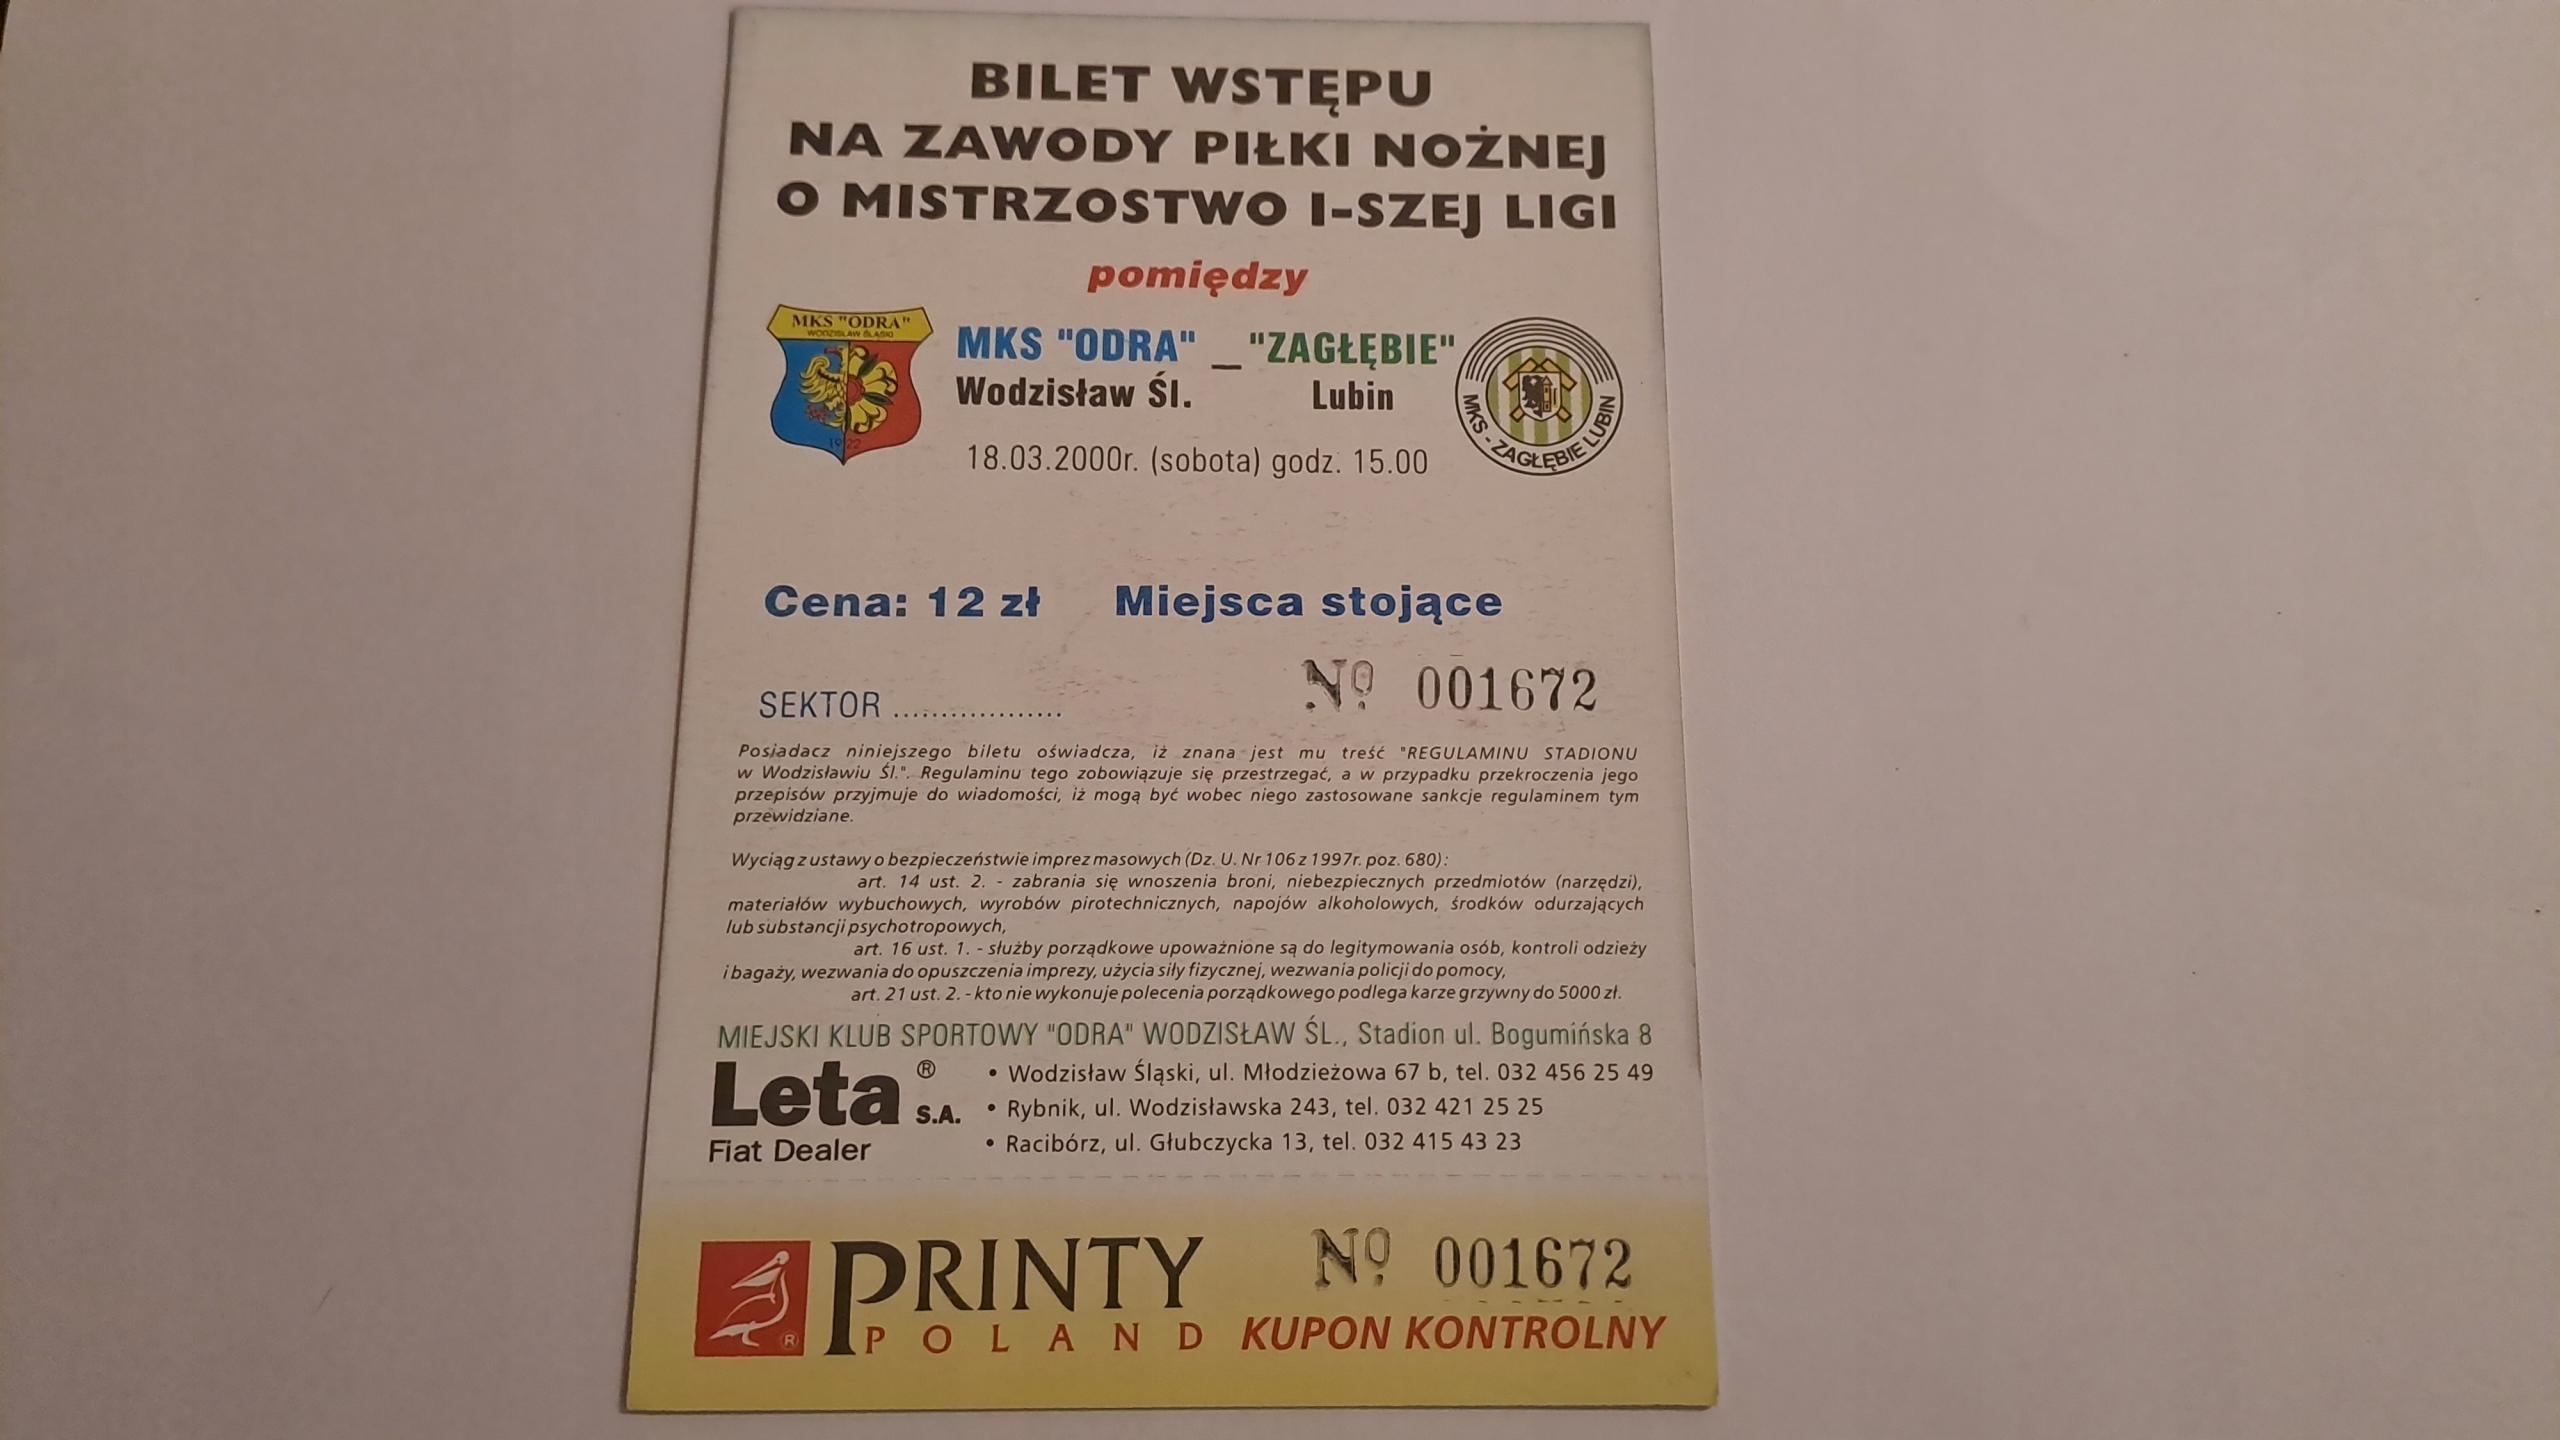 BILET WSTĘPU
NA ZAWODY PIŁKI NOŻNEJ
O MISTRZOSTWO I-SZEJ LIGI
pomiędzy
MKS "ODRA"
WODZISŁAW ŚLĄSKI
1922
MKS "ODRA" – "ZAGŁĘBIE"
Wodzisław Śl. Lubin
MKS - ZAGŁĘBIE LUBIN
18.03.2000r. (sobota) godz. 15.00
Cena: 12 zł Miejsca stojące
SEKTOR .................. No 001672
Posiadacz niniejszego biletu oświadcza, iż znana jest mu treść "REGULAMINU STADIONU
w Wodzisławiu Śl.". Regulaminu tego zobowiązuje się przestrzegać, a w przypadku przekroczenia jego
przepisów przyjmuje do wiadomości, iż mogą być wobec niego zastosowane sankcje regulaminem tym
przewidziane.
Wyciąg z ustawy o bezpieczeństwie imprez masowych (Dz. U. Nr 106 z 1997r. poz. 680):
art. 14 ust. 2. - zabrania się wnoszenia broni, niebezpiecznych przedmiotów (narzędzi),
materiałów wybuchowych, wyrobów pirotechnicznych, napojów alkoholowych, środków odurzających
lub substancji psychotropowych,
art. 16 ust. 1. - służby porządkowe upoważnione są do legitymowania osób, kontroli odzieży
i bagaży, wezwania do opuszczenia imprezy, użycia siły fizycznej, wezwania policji do pomocy,
art. 21 ust. 2. - kto nie wykonuje polecenia porządkowego podlega karze grzywny do 5000 zł.
MIEJSKI KLUB SPORTOWY "ODRA" WODZISŁAW ŚL., Stadion ul. Bogumińska 8
Leta ® S.A.
Fiat Dealer
• Wodzisław Śląski, ul. Młodzieżowa 67 b, tel. 032 456 25 49
• Rybnik, ul. Wodzisławska 243, tel. 032 421 25 25
• Racibórz, ul. Głubczycka 13, tel. 032 415 43 23
®
PRINTY
POLAND
No 001672
KUPON KONTROLNY